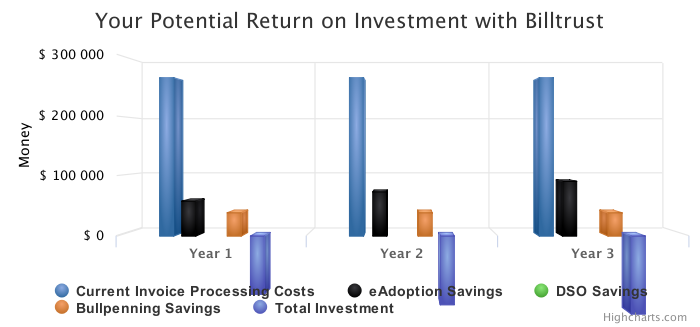 Your Potential Return on Investment with Billtrust
$ 300 000
$ 200 000
$ 100 000
$ 0
Money
Year 1
Year 2
Year 3
Current Invoice Processing Costs
eAdoption Savings
DSO Savings
Bullpenning Savings
Total Investment
Highcharts.com